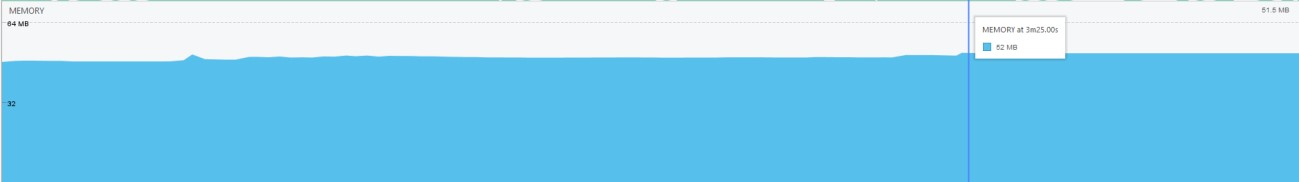 MEMORY
51.5 MB
64 MB
MEMORY at 3m25.00s
52 MB
32